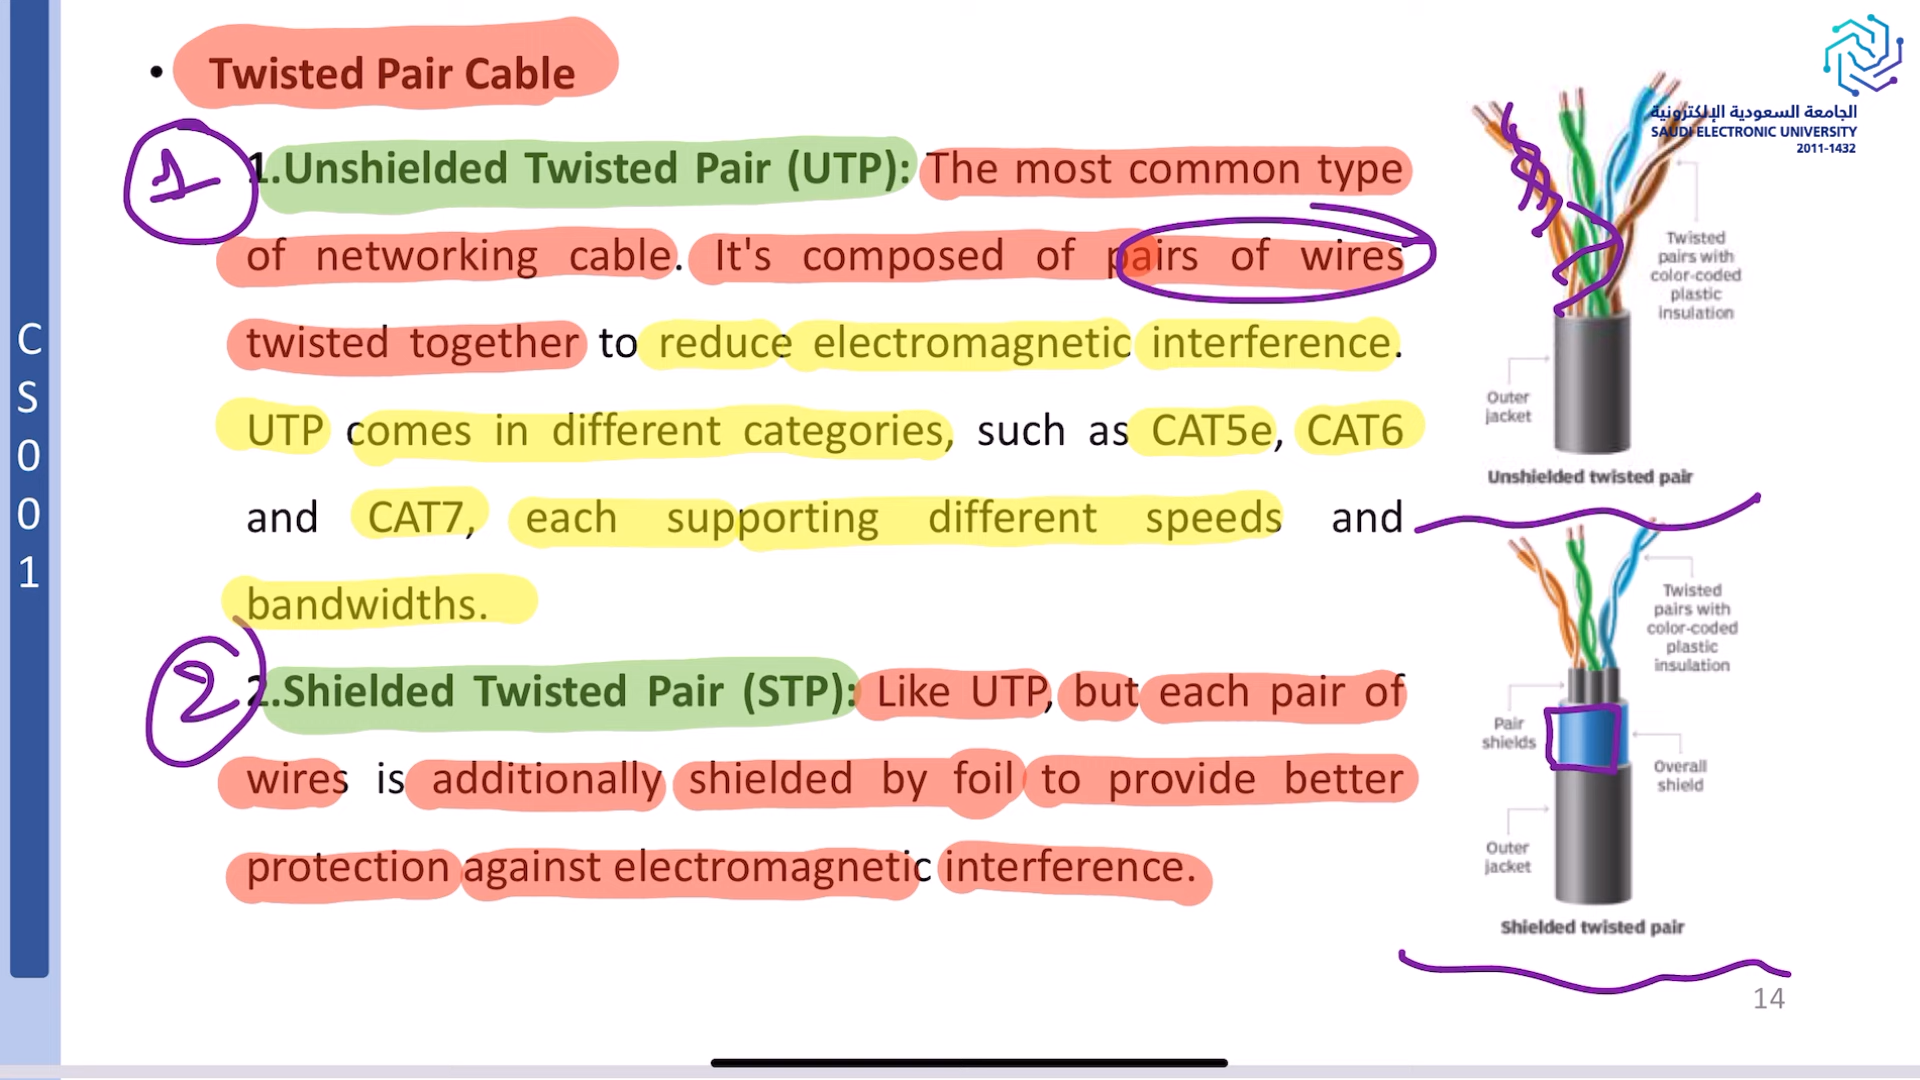 • Twisted Pair Cable
1 1.Unshielded Twisted Pair (UTP): The most common type
of networking cable. It's composed of pairs of wires
twisted together to reduce electromagnetic interference.
UTP comes in different categories, such as CAT5e, CAT6
and CAT7, each supporting different speeds and
bandwidths.
2 2.Shielded Twisted Pair (STP): Like UTP, but each pair of
wires is additionally shielded by foil to provide better
protection against electromagnetic interference.
الجامعة السعودية الإلكترونية
SAUDI ELECTRONIC UNIVERSITY
2011-1432
Twisted
pairs with
color-coded
plastic
insulation
Outer
jacket
Unshielded twisted pair
Twisted
pairs with
color-coded
plastic
insulation
Pair
shields
Overall
shield
Outer
jacket
Shielded twisted pair
14
C
S
0
0
1